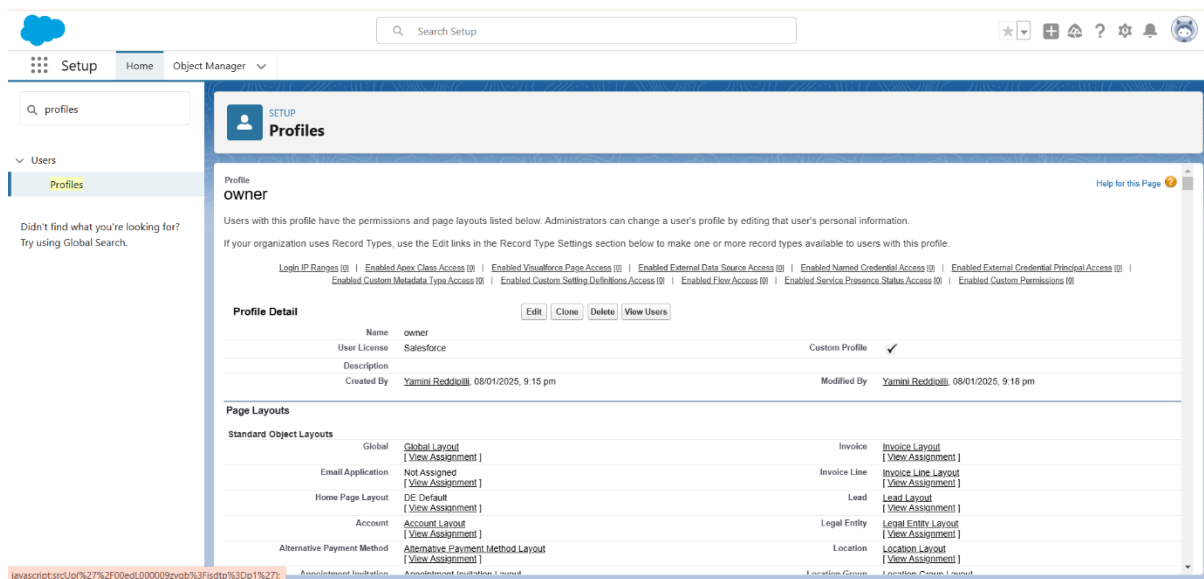 Search Setup
Setup
Home
Object Manager
profiles
Users
Profiles
Didn't find what you're looking for?
Try using Global Search.
SETUP
Profiles
Profile
owner
Help for this Page
Users with this profile have the permissions and page layouts listed below. Administrators can change a user's profile by editing that user's personal information.
If your organization uses Record Types, use the Edit links in the Record Type Settings section below to make one or more record types available to users with this profile.
Login IP Ranges [0] | Enabled Apex Class Access [0] | Enabled Visualforce Page Access [0] | Enabled External Data Source Access [0] | Enabled Named Credential Access [0] | Enabled External Credential Principal Access [0] |
Enabled Custom Metadata Type Access [0] | Enabled Custom Setting Definitions Access [0] | Enabled Flow Access [0] | Enabled Service Presence Status Access [0] | Enabled Custom Permissions [0]
Profile Detail
Edit Clone Delete View Users
Name owner
User License Salesforce Custom Profile ✓
Description
Created By Yamini Reddipilli, 08/01/2025, 9:15 pm Modified By Yamini Reddipilli, 08/01/2025, 9:18 pm
Page Layouts
Standard Object Layouts
Global Global Layout Invoice Invoice Layout
[ View Assignment ] [ View Assignment ]
Email Application Not Assigned Invoice Line Invoice Line Layout
[ View Assignment ] [ View Assignment ]
Home Page Layout DE Default Lead Lead Layout
[ View Assignment ] [ View Assignment ]
Account Account Layout Legal Entity Legal Entity Layout
[ View Assignment ] [ View Assignment ]
Alternative Payment Method Alternative Payment Method Layout Location Location Layout
[ View Assignment ] [ View Assignment ]
Appointment Invitation Appointment Invitation Layout Location Group Location Group Layout